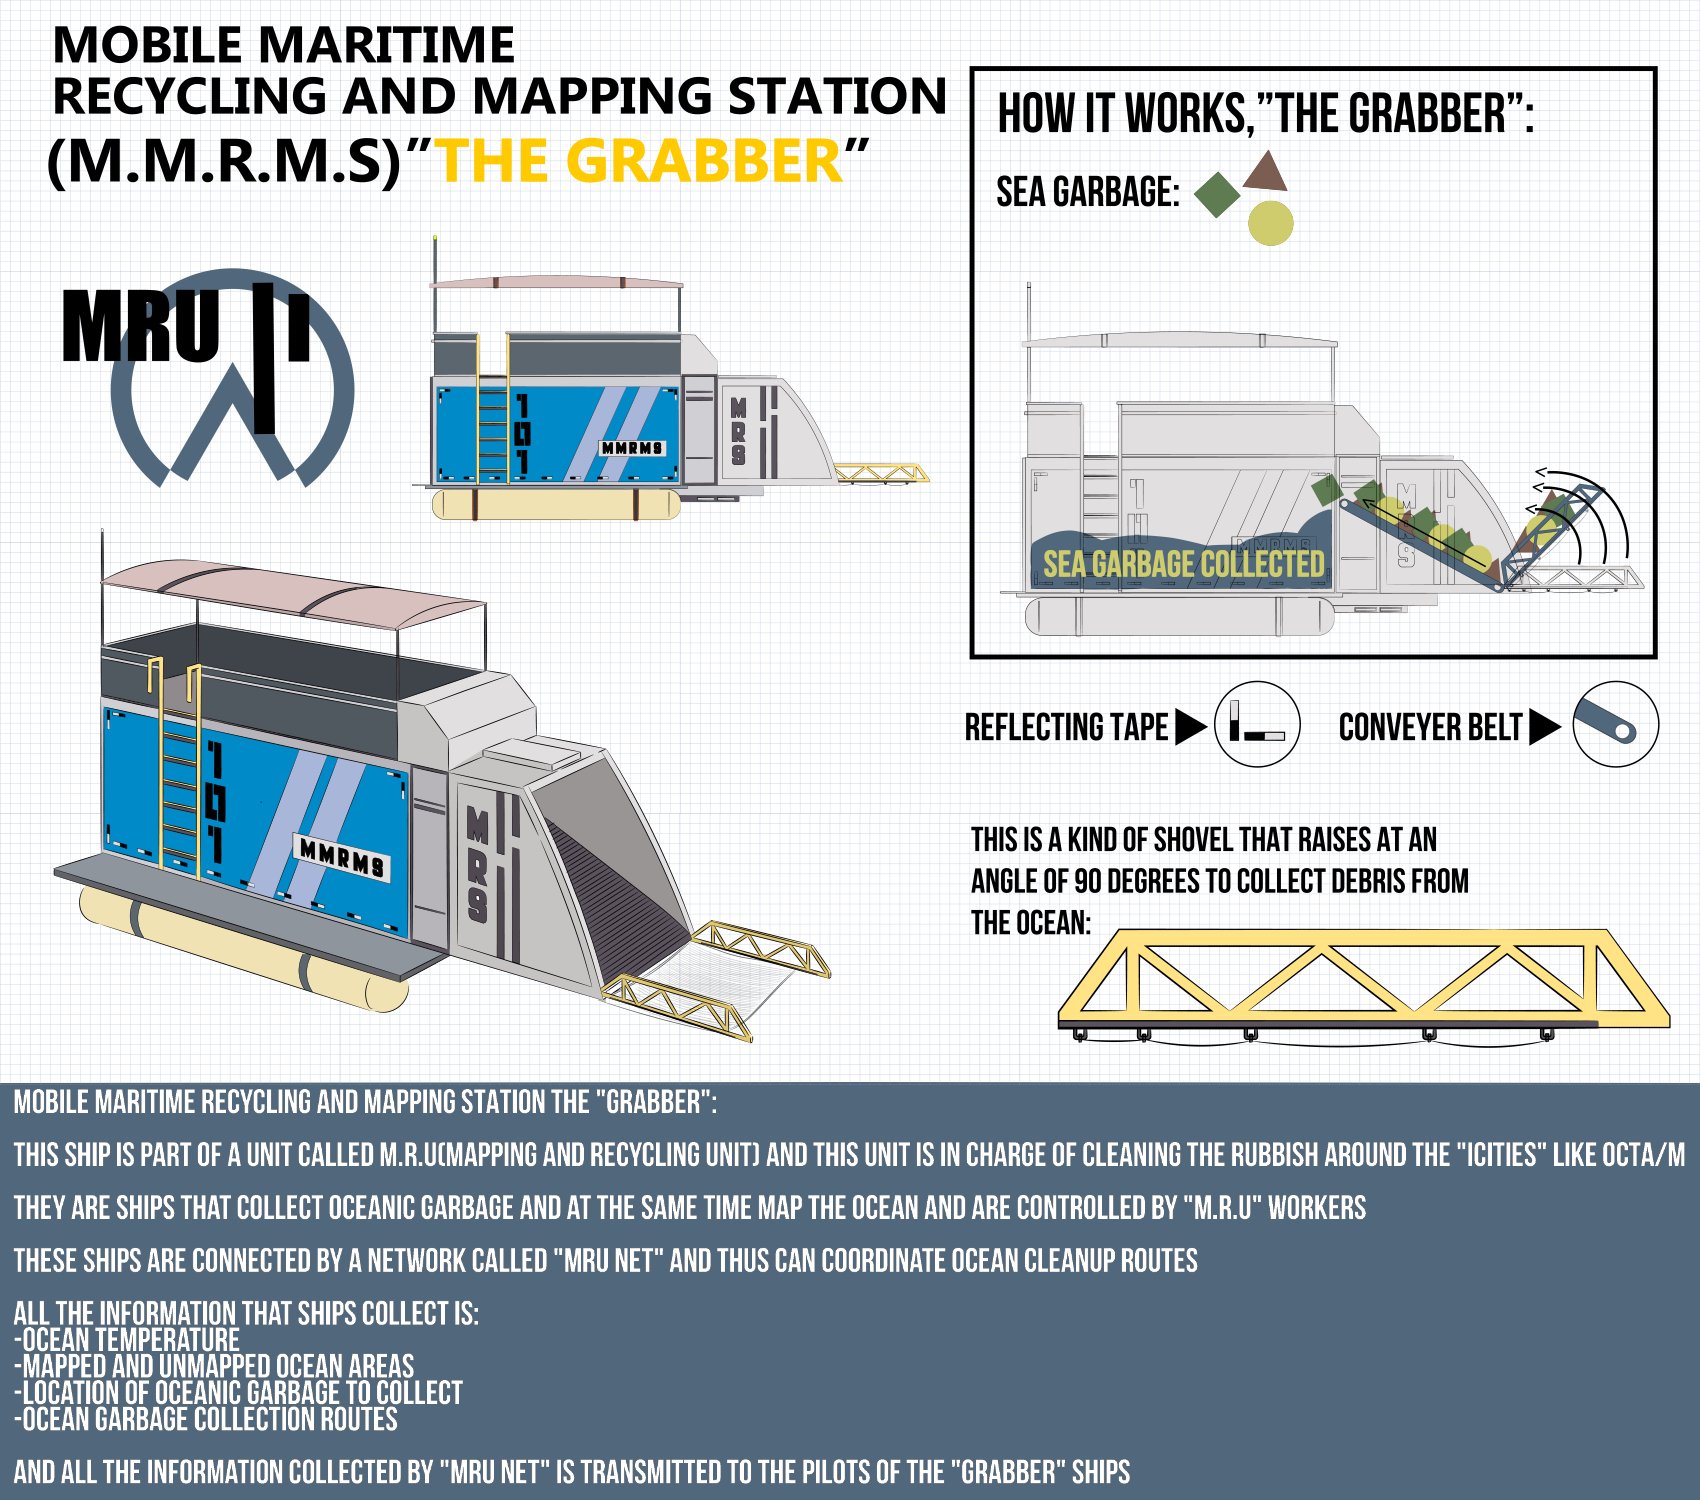 MOBILE MARITIME
RECYCLING AND MAPPING STATION
(M.M.R.M.S)"THE GRABBER"
HOW IT WORKS,"THE GRABBER":
SEA GARBAGE:
MRU
MRS
101
MMRMS
MRS
SEA GARBAGE COLLECTED
MMRMS
REFLECTING TAPE
CONVEYER BELT
101
MMRMS
MRS
THIS IS A KIND OF SHOVEL THAT RAISES AT AN
ANGLE OF 90 DEGREES TO COLLECT DEBRIS FROM
THE OCEAN:
MOBILE MARITIME RECYCLING AND MAPPING STATION THE "GRABBER":
THIS SHIP IS PART OF A UNIT CALLED M.R.U(MAPPING AND RECYCLING UNIT) AND THIS UNIT IS IN CHARGE OF CLEANING THE RUBBISH AROUND THE "ICITIES" LIKE OCTA/M
THEY ARE SHIPS THAT COLLECT OCEANIC GARBAGE AND AT THE SAME TIME MAP THE OCEAN AND ARE CONTROLLED BY "M.R.U" WORKERS
THESE SHIPS ARE CONNECTED BY A NETWORK CALLED "MRU NET" AND THUS CAN COORDINATE OCEAN CLEANUP ROUTES
ALL THE INFORMATION THAT SHIPS COLLECT IS:
-OCEAN TEMPERATURE
-MAPPED AND UNMAPPED OCEAN AREAS
-LOCATION OF OCEANIC GARBAGE TO COLLECT
-OCEAN GARBAGE COLLECTION ROUTES
AND ALL THE INFORMATION COLLECTED BY "MRU NET" IS TRANSMITTED TO THE PILOTS OF THE "GRABBER" SHIPS